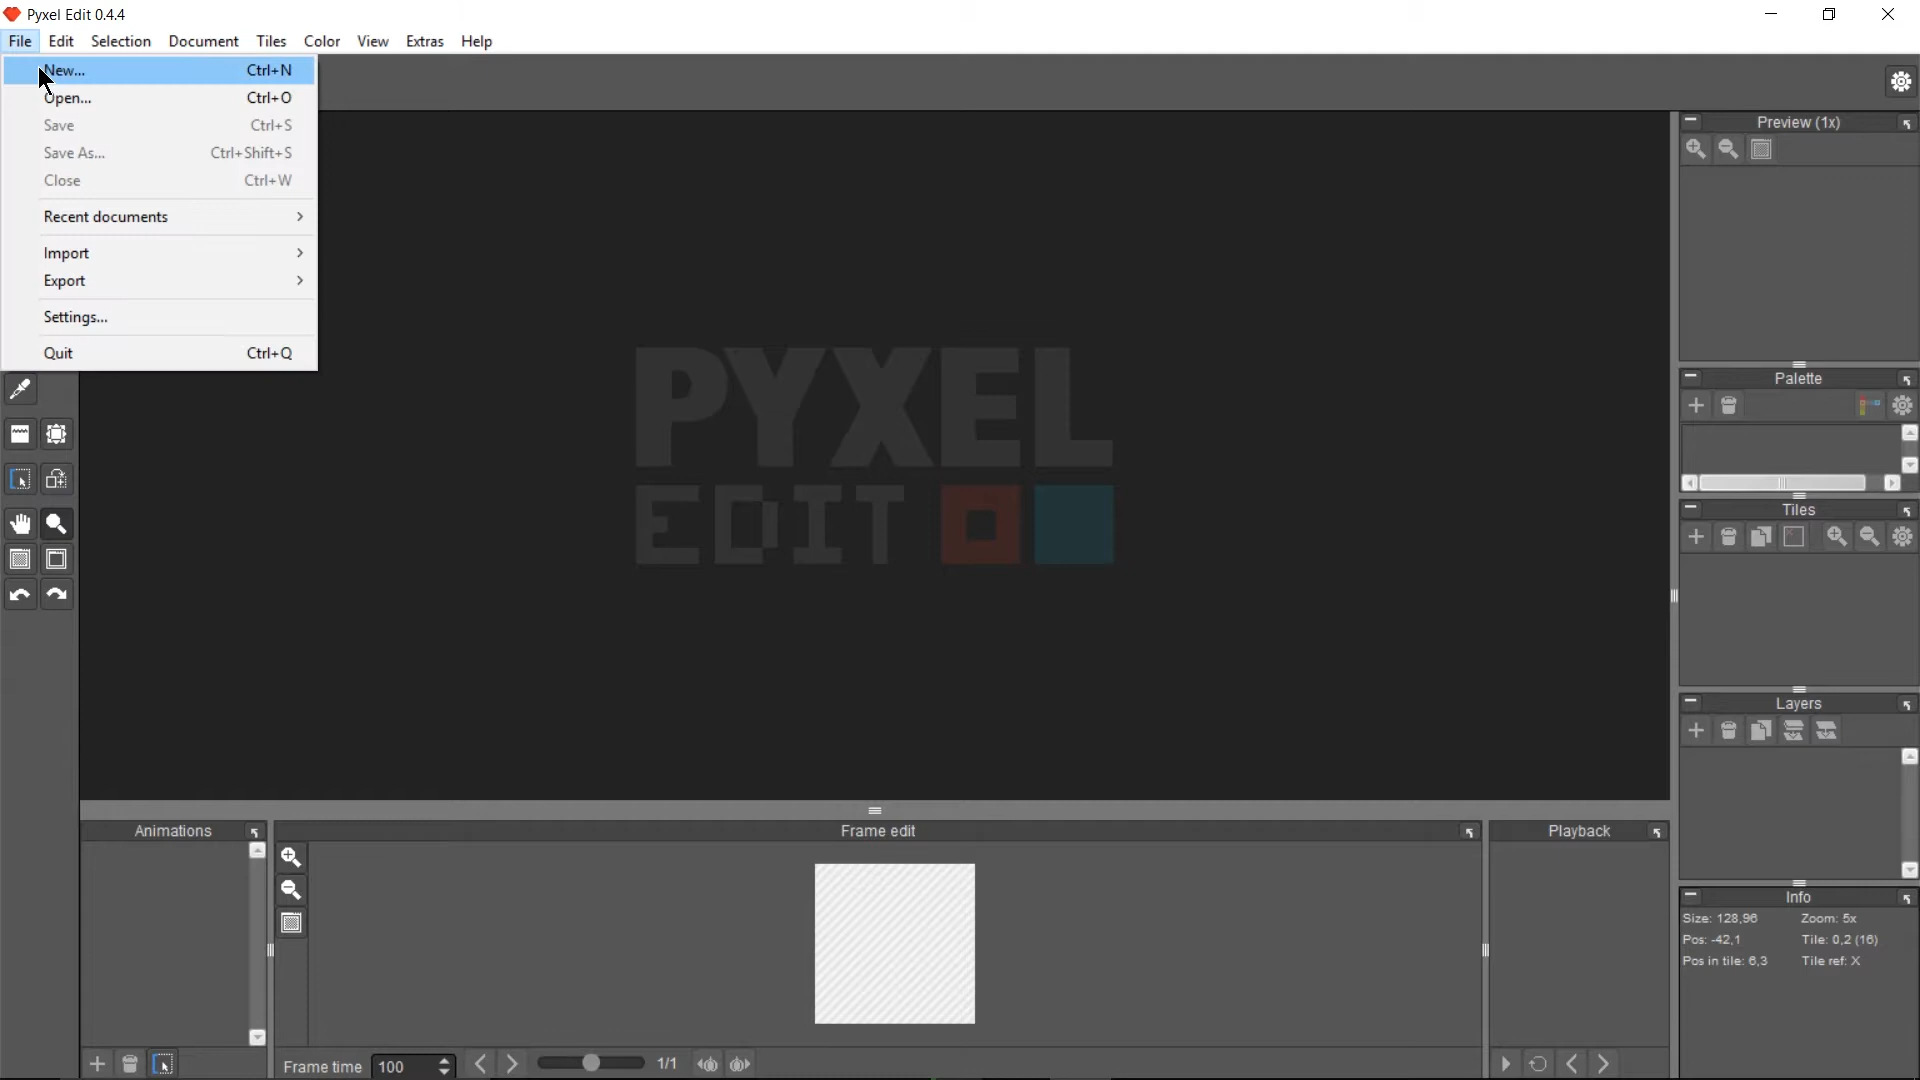 Pyxel Edit 0.4.4
File Edit Selection Document Tiles Color View Extras Help
New... Ctrl+N
Open... Ctrl+O
Save Ctrl+S
Save As... Ctrl+Shift+S
Close Ctrl+W
Recent documents
Import
Export
Settings...
Quit Ctrl+Q
PYXEL
EDIT
Preview (1x)
Palette
Tiles
Layers
Info
Size: 128,96 Zoom: 5x
Pos: -42,1 Tile: 0,2 (16)
Pos in tile: 6,3 Tile ref: X
Animations
Frame edit
Playback
Frame time 100
1/1